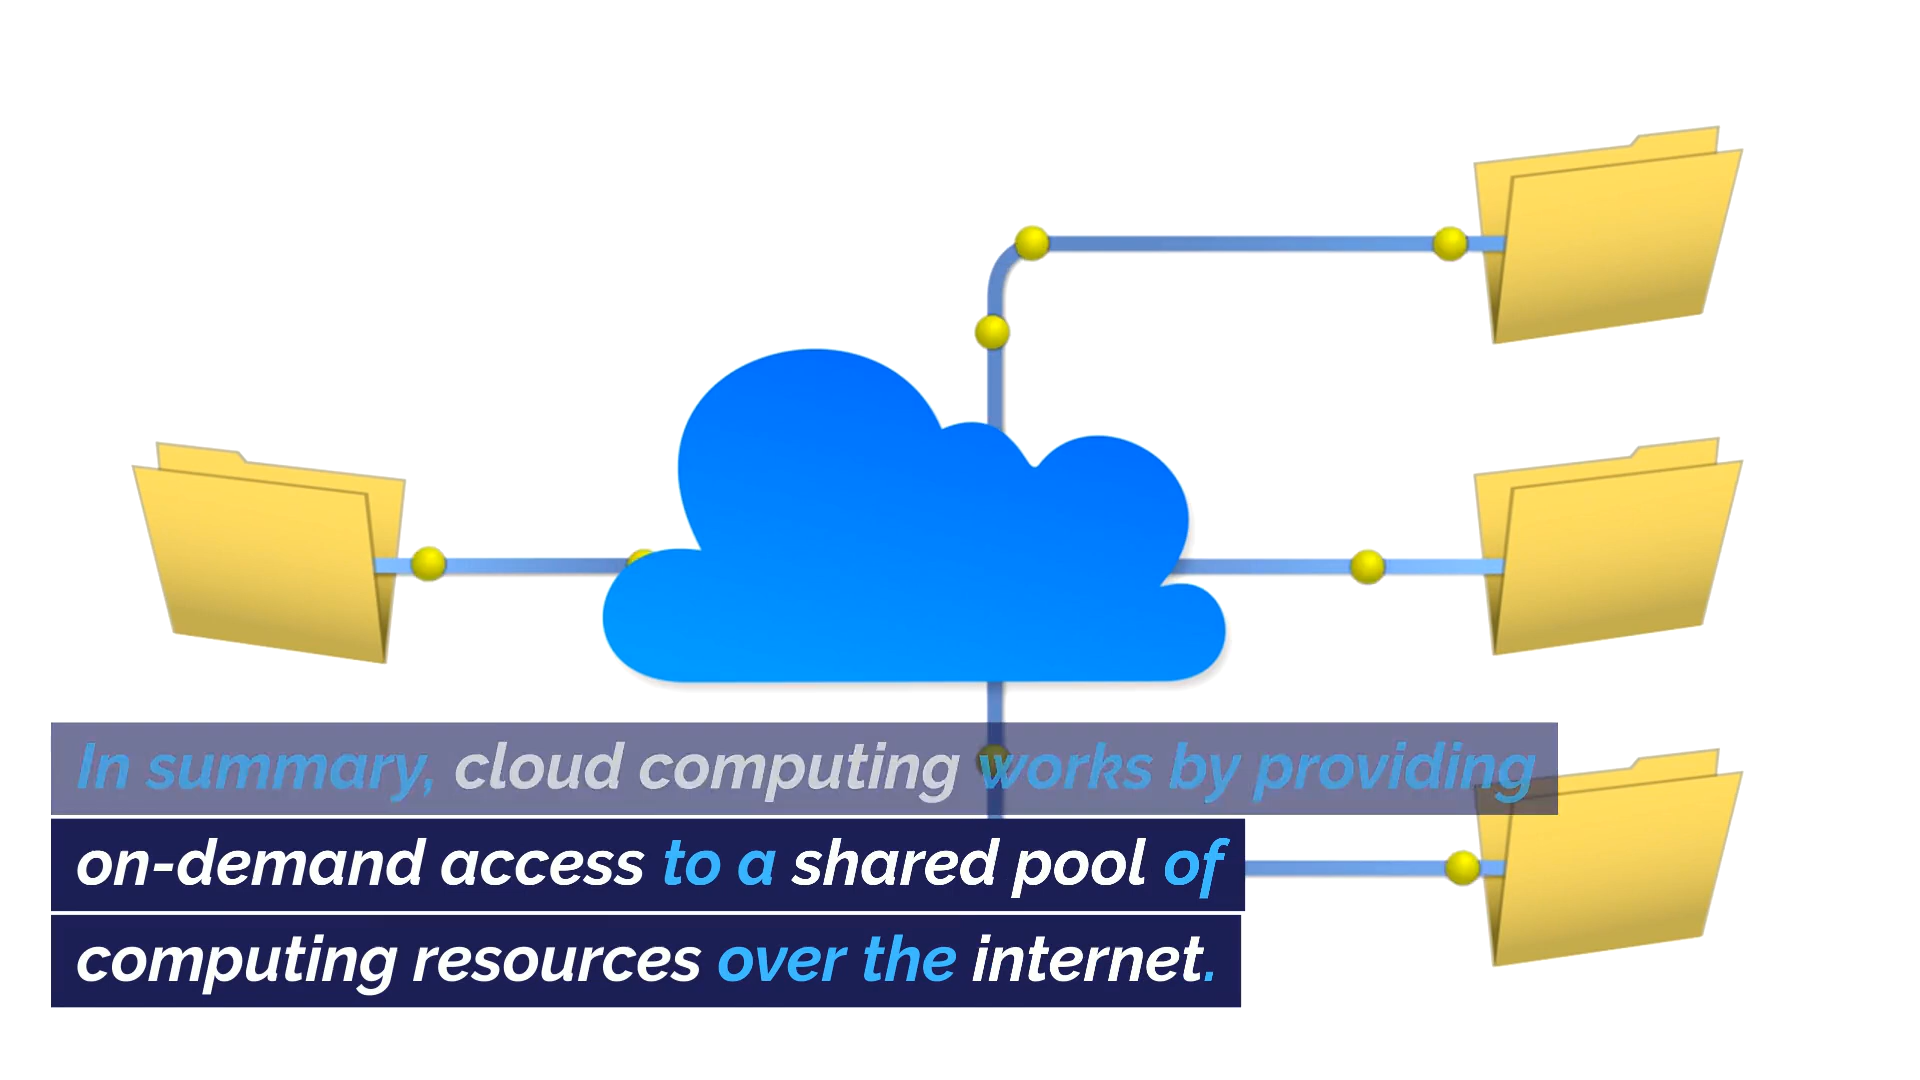 In summary, cloud computing works by providing
on-demand access to a shared pool of
computing resources over the internet.